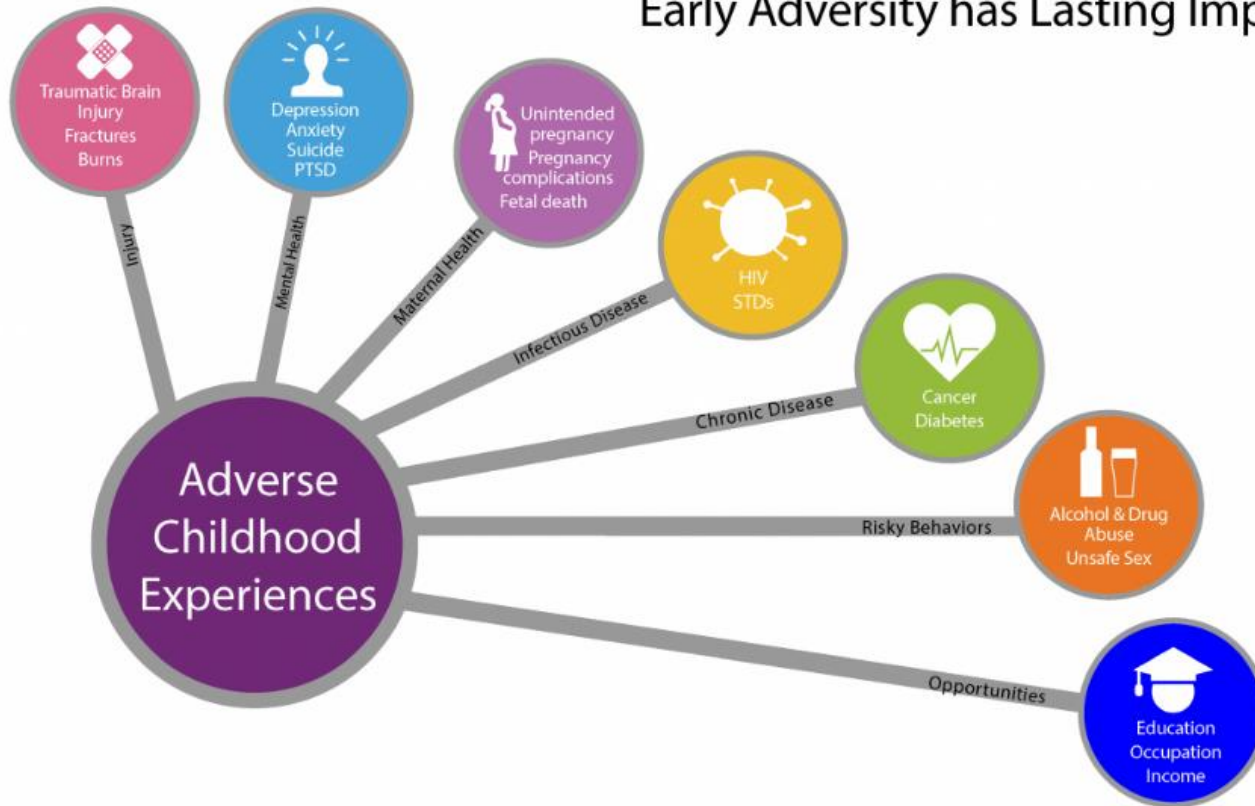 Early Adversity has Lasting Imp
Traumatic Brain
Injury
Fractures
Burns
Depression
Anxiety
Suicide
PTSD
Unintended
pregnancy
Pregnancy
complications
Fetal death
HIV
STDs
Cancer
Diabetes
Alcohol & Drug
Abuse
Unsafe Sex
Education
Occupation
Income
Injury
Mental Health
Maternal Health
Infectious Disease
Chronic Disease
Risky Behaviors
Opportunities
Adverse
Childhood
Experiences